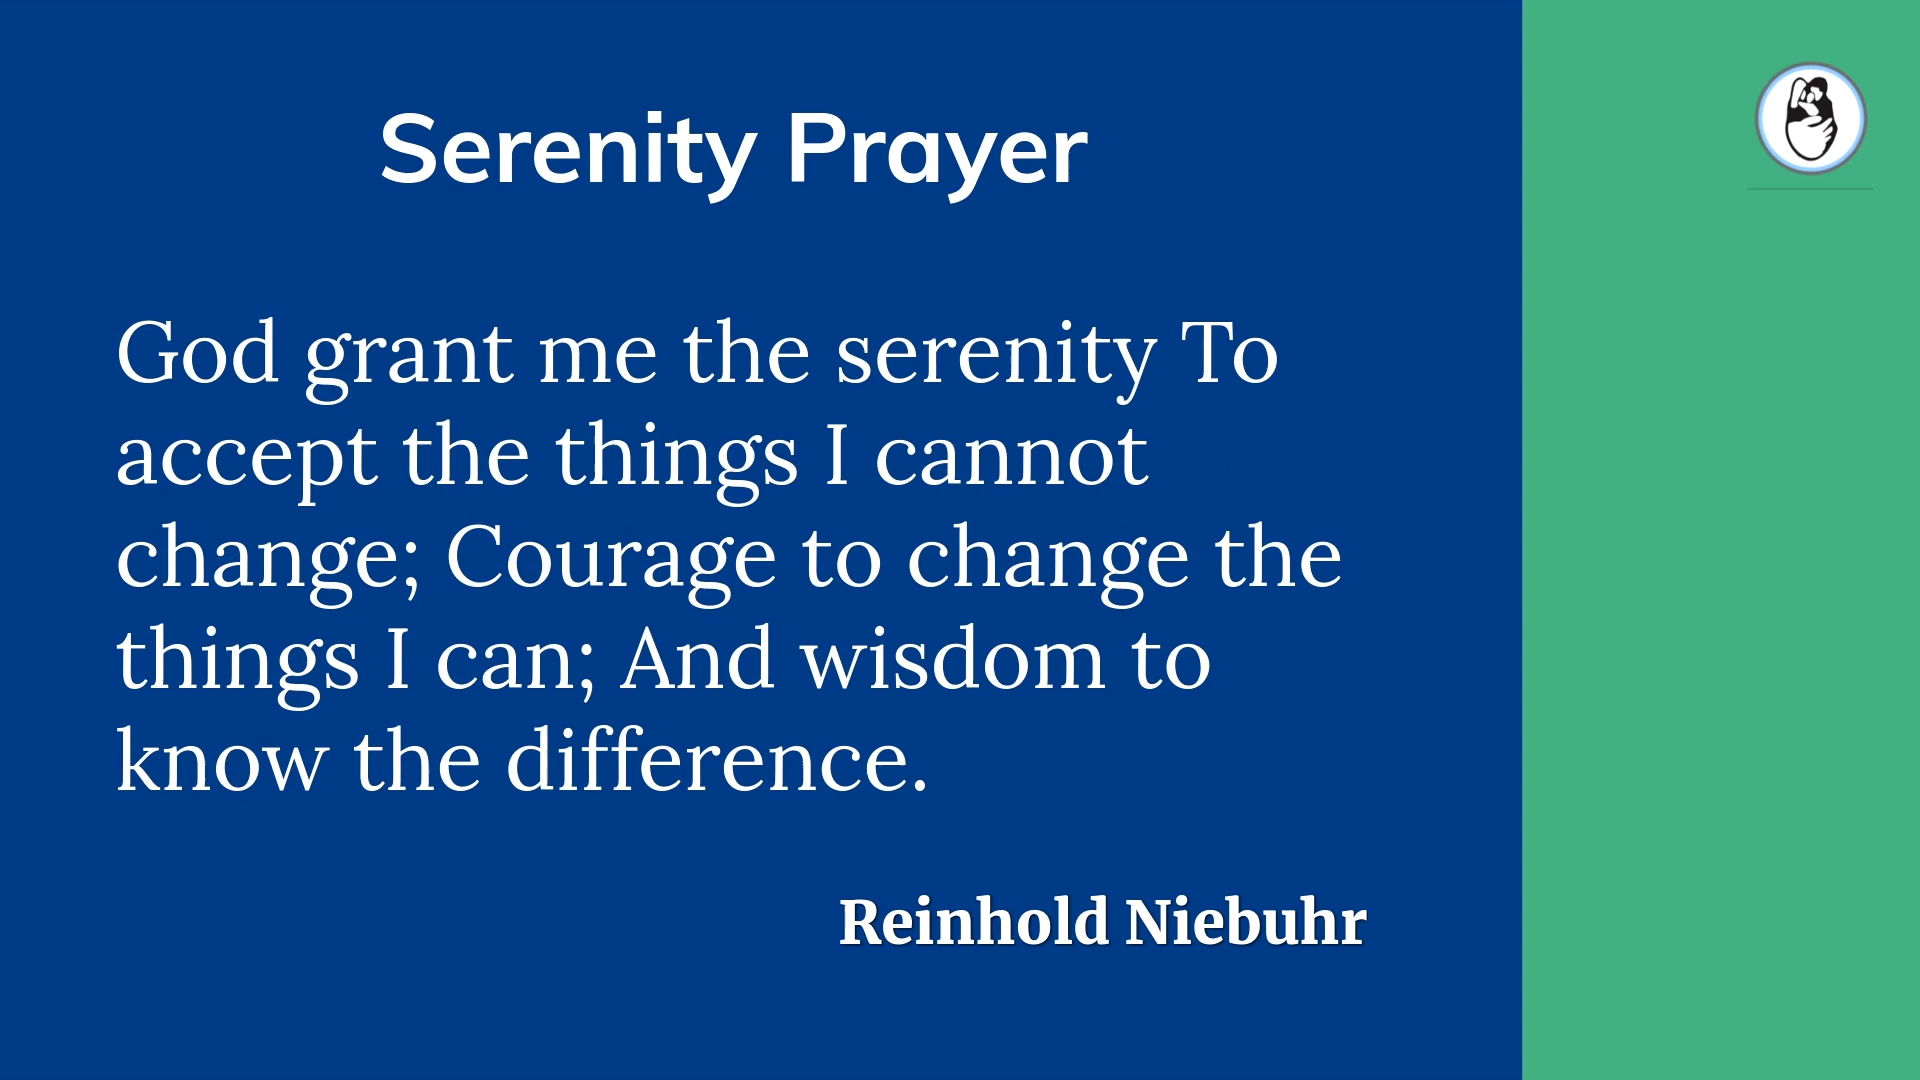 Serenity Prayer
God grant me the serenity To
accept the things I cannot
change; Courage to change the
things I can; And wisdom to
know the difference.
Reinhold Niebuhr